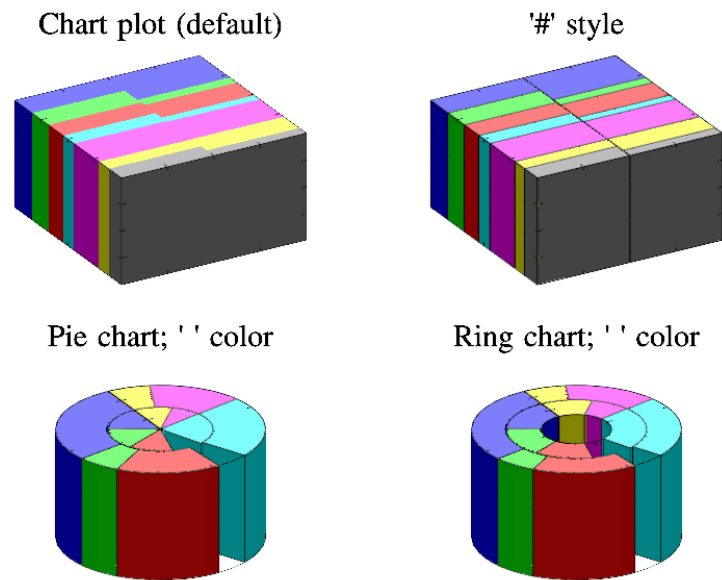 Chart plot (default)
'#' style
Pie chart; ' ' color
Ring chart; ' ' color